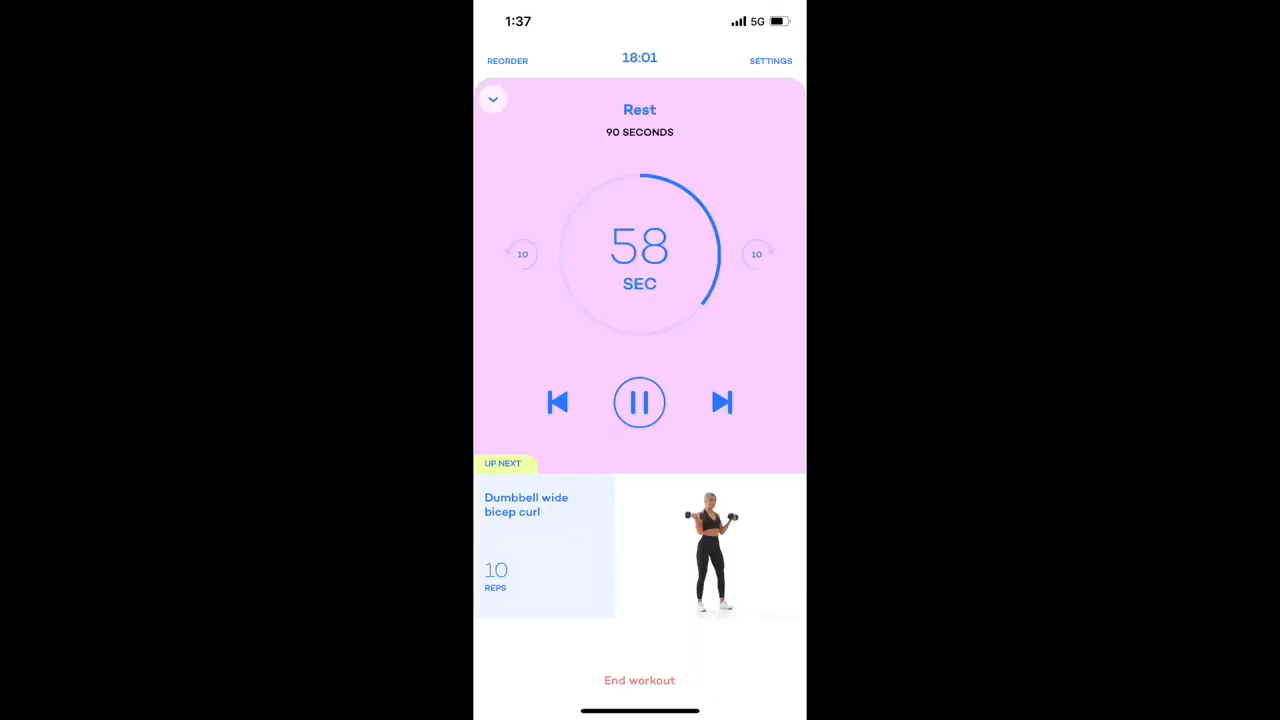 1:37
5G
REORDER
18:01
SETTINGS
Rest
90 SECONDS
10
58
10
SEC
UP NEXT
Dumbbell wide
bicep curl
10
REPS
End workout